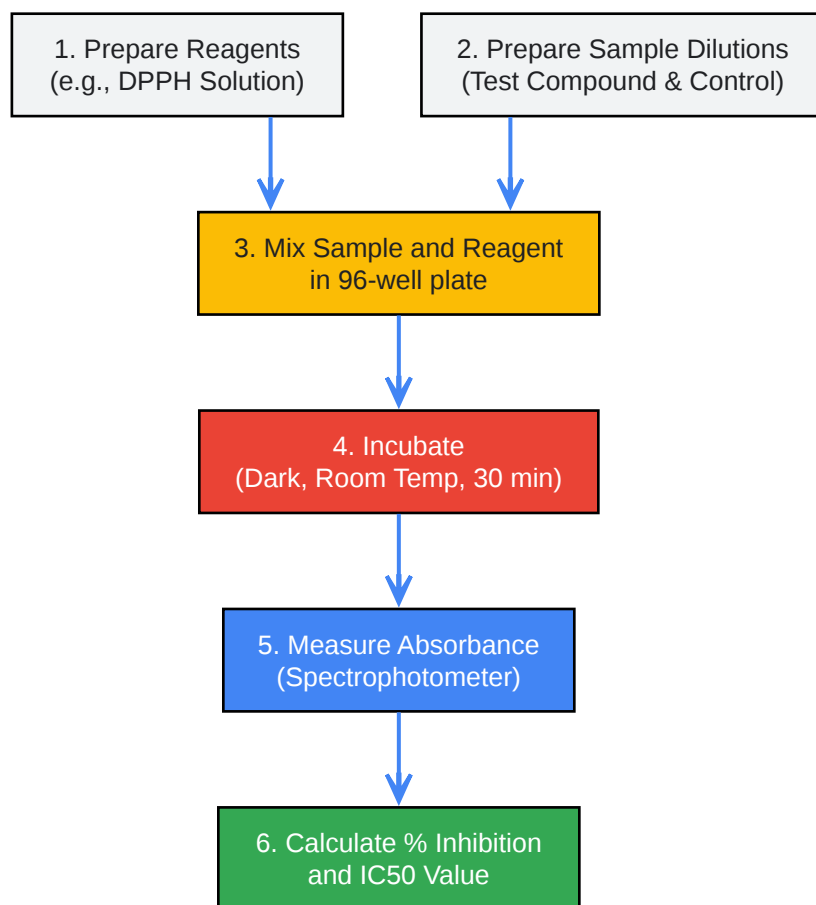 1. Prepare Reagents
(e.g., DPPH Solution)
2. Prepare Sample Dilutions
(Test Compound & Control)
3. Mix Sample and Reagent
in 96-well plate
4. Incubate
(Dark, Room Temp, 30 min)
5. Measure Absorbance
(Spectrophotometer)
6. Calculate % Inhibition
and IC50 Value